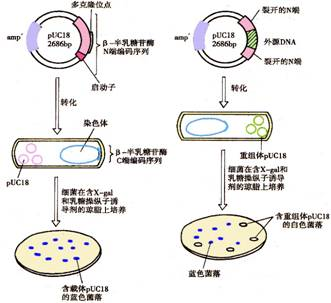 多克隆位点
amp^r
pUC18
2686bp
β-半乳糖苷酶
N端编码序列
启动子
转化
染色体
β-半乳糖苷酶
C端编码序列
pUC18
细菌在含X-gal
和乳糖操纵子诱
导剂的琼脂上培养
含载体pUC18
的蓝色菌落
裂开的N端
amp^r
pUC18
2686bp
外源DNA
裂开的N端
转化
重组体pUC18
细菌在含X-gal
和乳糖操纵子诱
导剂的琼脂上培养
含重组体pUC18
的白色菌落
蓝色菌落